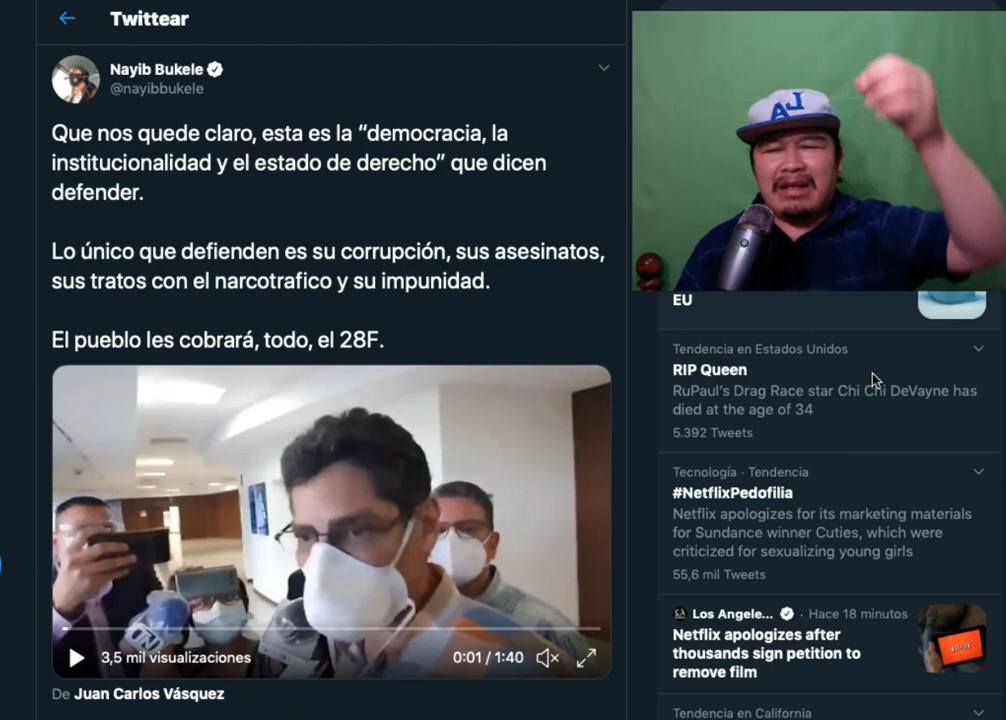 Twittear
Nayib Bukele
@nayibbukele
Que nos quede claro, esta es la “democracia, la
institucionalidad y el estado de derecho” que dicen
defender.
Lo único que defienden es su corrupción, sus asesinatos,
sus tratos con el narcotrafico y su impunidad.
El pueblo les cobrará, todo, el 28F.
3,5 mil visualizaciones
0:01 / 1:40
De Juan Carlos Vásquez
AJ
EU
Tendencia en Estados Unidos
RIP Queen
RuPaul's Drag Race star Chi Chi DeVayne has
died at the age of 34
5.392 Tweets
Tecnología · Tendencia
#NetflixPedofilia
Netflix apologizes for its marketing materials
for Sundance winner Cuties, which were
criticized for sexualizing young girls
55,6 mil Tweets
Los Angele... · Hace 18 minutos
Netflix apologizes after
thousands sign petition to
remove film
Tendencia en California